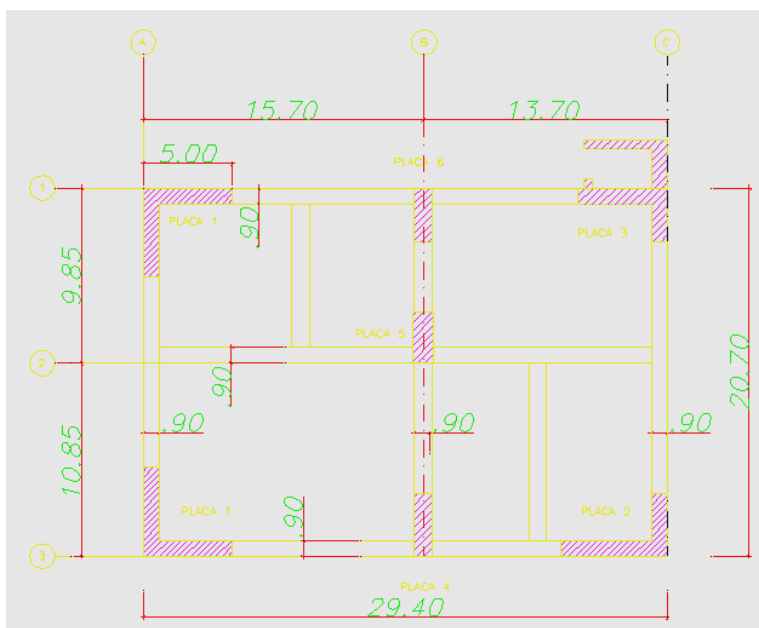 A
B
C
15.70
13.70
5.00
PLACA 6
1
PLACA 1
.90
PLACA 3
9.85
PLACA 5
2
.90
20.70
.90
.90
.90
10.85
PLACA 1
.90
PLACA 2
3
PLACA 4
29.40